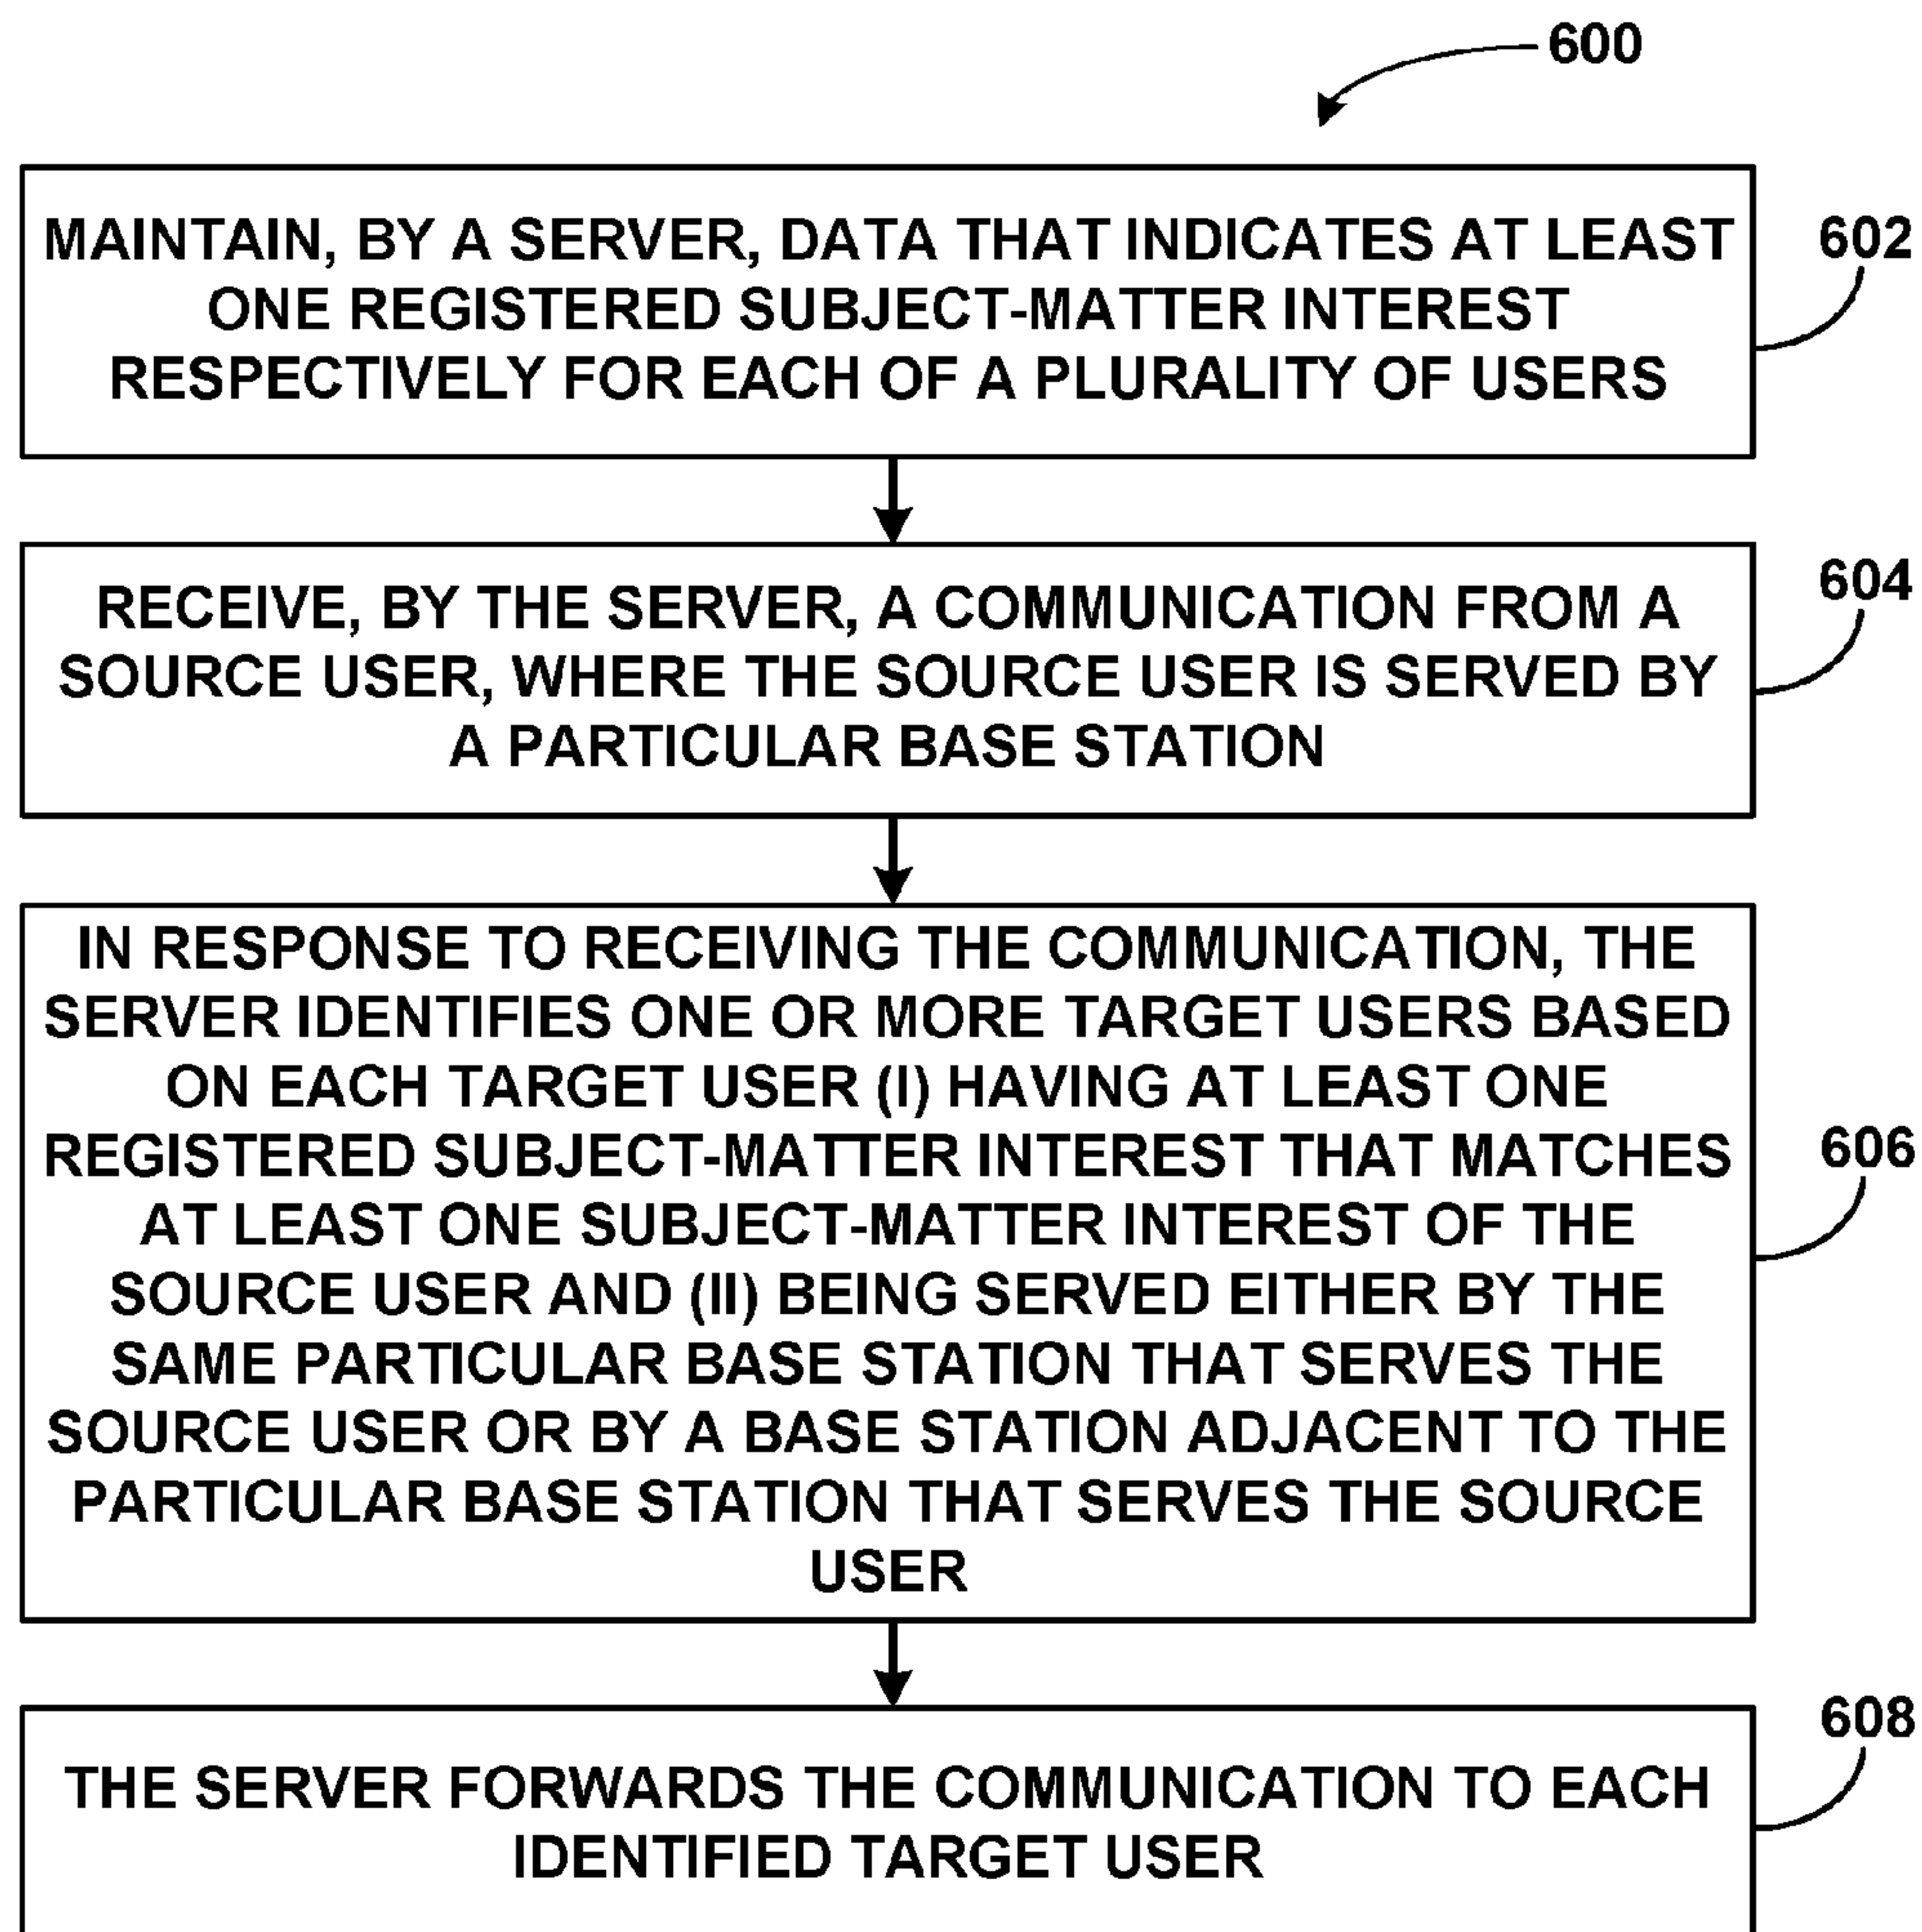 600
MAINTAIN, BY A SERVER, DATA THAT INDICATES AT LEAST
ONE REGISTERED SUBJECT-MATTER INTEREST
RESPECTIVELY FOR EACH OF A PLURALITY OF USERS
602
RECEIVE, BY THE SERVER, A COMMUNICATION FROM A
SOURCE USER, WHERE THE SOURCE USER IS SERVED BY
A PARTICULAR BASE STATION
604
IN RESPONSE TO RECEIVING THE COMMUNICATION, THE
SERVER IDENTIFIES ONE OR MORE TARGET USERS BASED
ON EACH TARGET USER (I) HAVING AT LEAST ONE
REGISTERED SUBJECT-MATTER INTEREST THAT MATCHES
AT LEAST ONE SUBJECT-MATTER INTEREST OF THE
SOURCE USER AND (II) BEING SERVED EITHER BY THE
SAME PARTICULAR BASE STATION THAT SERVES THE
SOURCE USER OR BY A BASE STATION ADJACENT TO THE
PARTICULAR BASE STATION THAT SERVES THE SOURCE
USER
606
THE SERVER FORWARDS THE COMMUNICATION TO EACH
IDENTIFIED TARGET USER
608